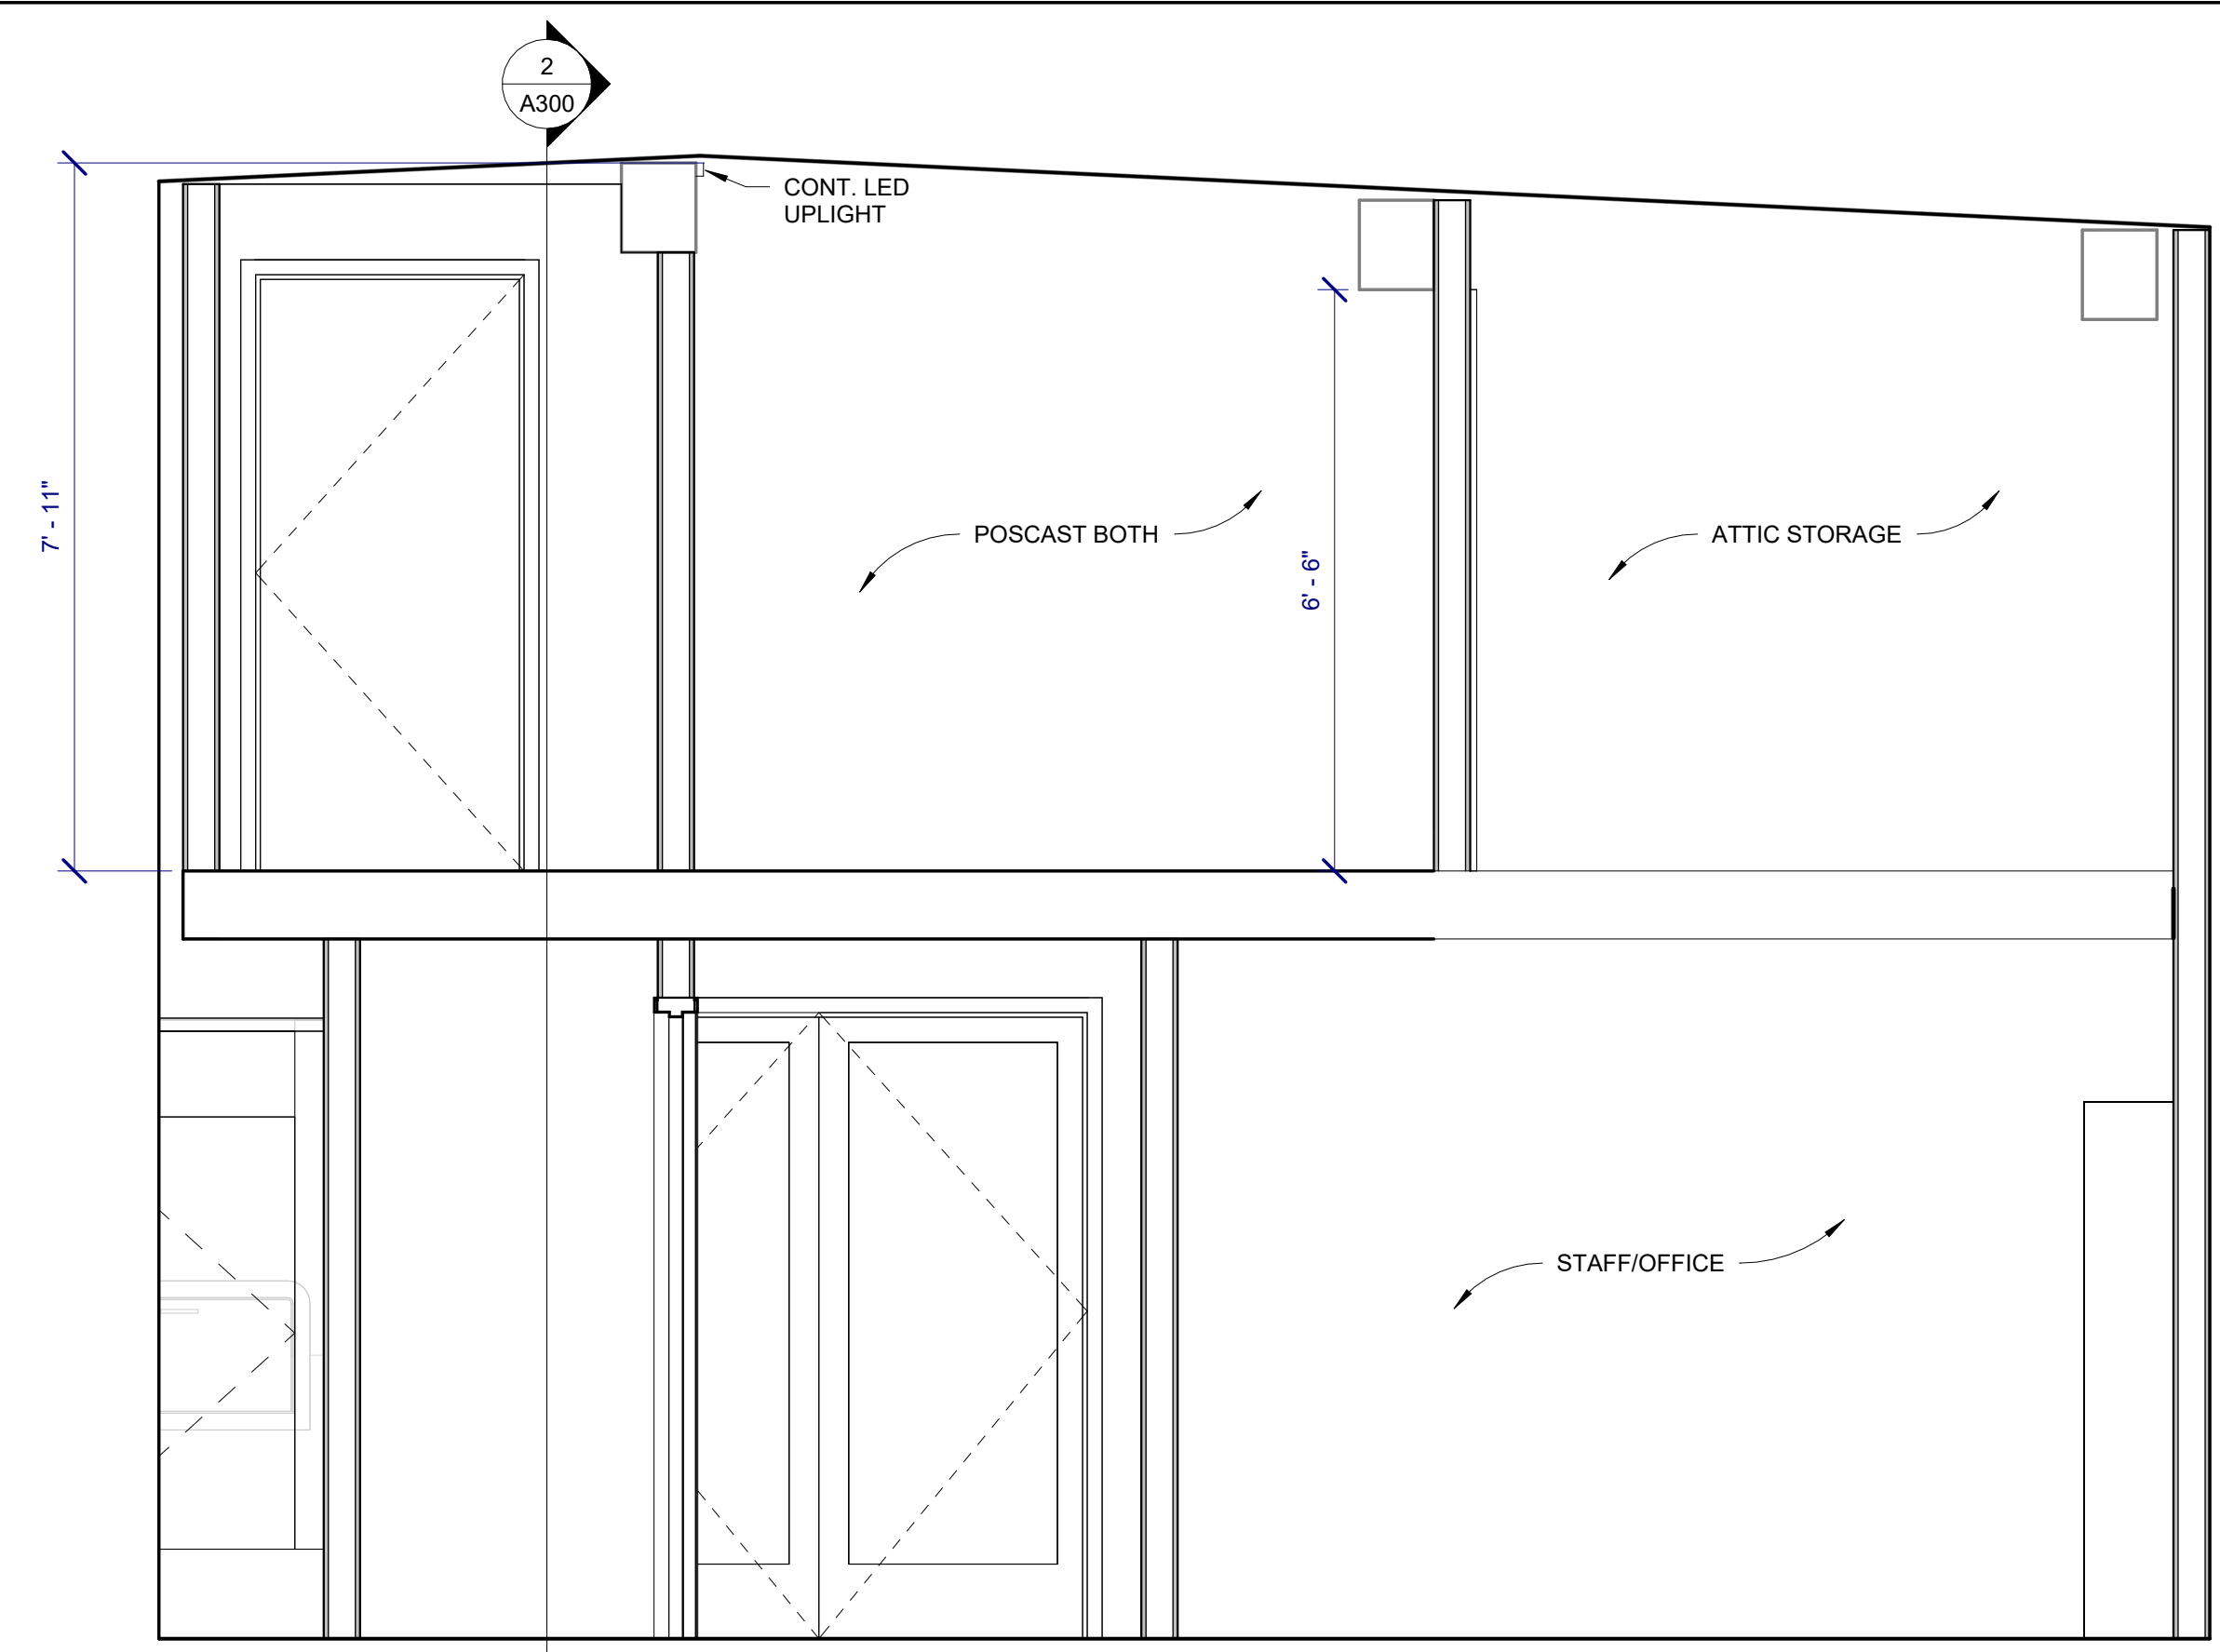 2
A300
CONT. LED
UPLIGHT
7' - 11"
POSCAST BOTH
6' - 6"
ATTIC STORAGE
STAFF/OFFICE